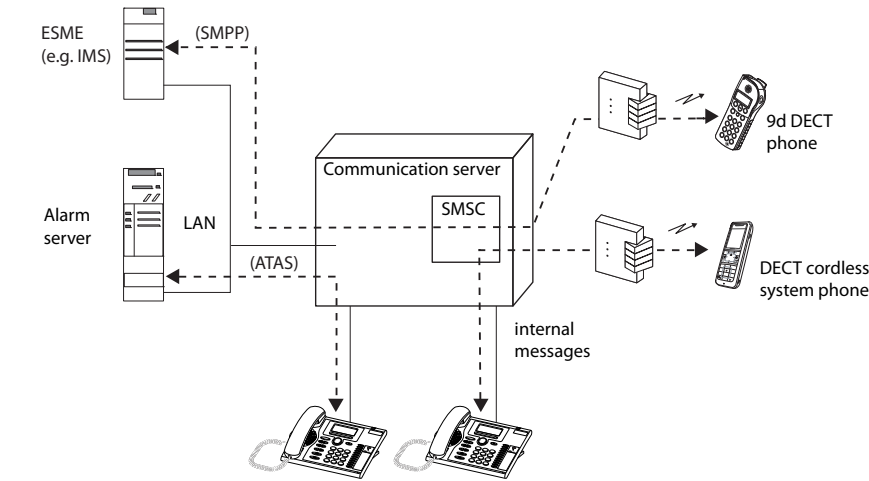 ESME
(e.g. IMS)
(SMPP)
9d DECT
phone
Communication server
SMSC
Alarm
server
LAN
(ATAS)
DECT cordless
system phone
internal
messages